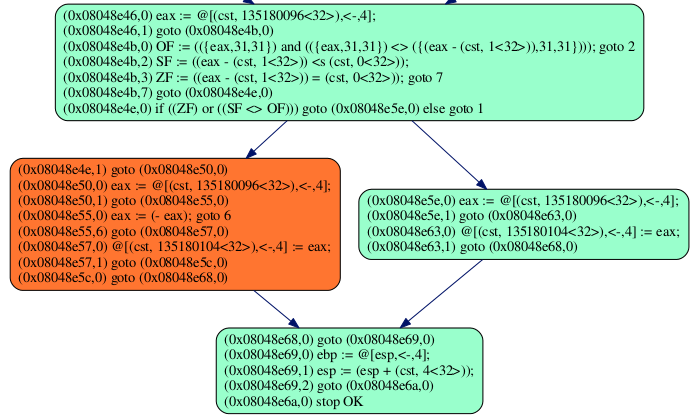 (0x08048e46,0) eax := @[(cst, 135180096<32>),<-,4];
(0x08048e46,1) goto (0x08048e4b,0)
(0x08048e4b,0) OF := (({eax,31,31}) and (({eax,31,31}) <> ({(eax - (cst, 1<32>)),31,31}))); goto 2
(0x08048e4b,2) SF := ((eax - (cst, 1<32>)) <s (cst, 0<32>));
(0x08048e4b,3) ZF := ((eax - (cst, 1<32>)) = (cst, 0<32>)); goto 7
(0x08048e4b,7) goto (0x08048e4e,0)
(0x08048e4e,0) if ((ZF) or ((SF <> OF))) goto (0x08048e5e,0) else goto 1
(0x08048e4e,1) goto (0x08048e50,0)
(0x08048e50,0) eax := @[(cst, 135180096<32>),<-,4];
(0x08048e50,1) goto (0x08048e55,0)
(0x08048e55,0) eax := (- eax); goto 6
(0x08048e55,6) goto (0x08048e57,0)
(0x08048e57,0) @[(cst, 135180104<32>),<-,4] := eax;
(0x08048e57,1) goto (0x08048e5c,0)
(0x08048e5c,0) goto (0x08048e68,0)
(0x08048e5e,0) eax := @[(cst, 135180096<32>),<-,4];
(0x08048e5e,1) goto (0x08048e63,0)
(0x08048e63,0) @[(cst, 135180104<32>),<-,4] := eax;
(0x08048e63,1) goto (0x08048e68,0)
(0x08048e68,0) goto (0x08048e69,0)
(0x08048e69,0) ebp := @[esp,<-,4];
(0x08048e69,1) esp := (esp + (cst, 4<32>));
(0x08048e69,2) goto (0x08048e6a,0)
(0x08048e6a,0) stop OK